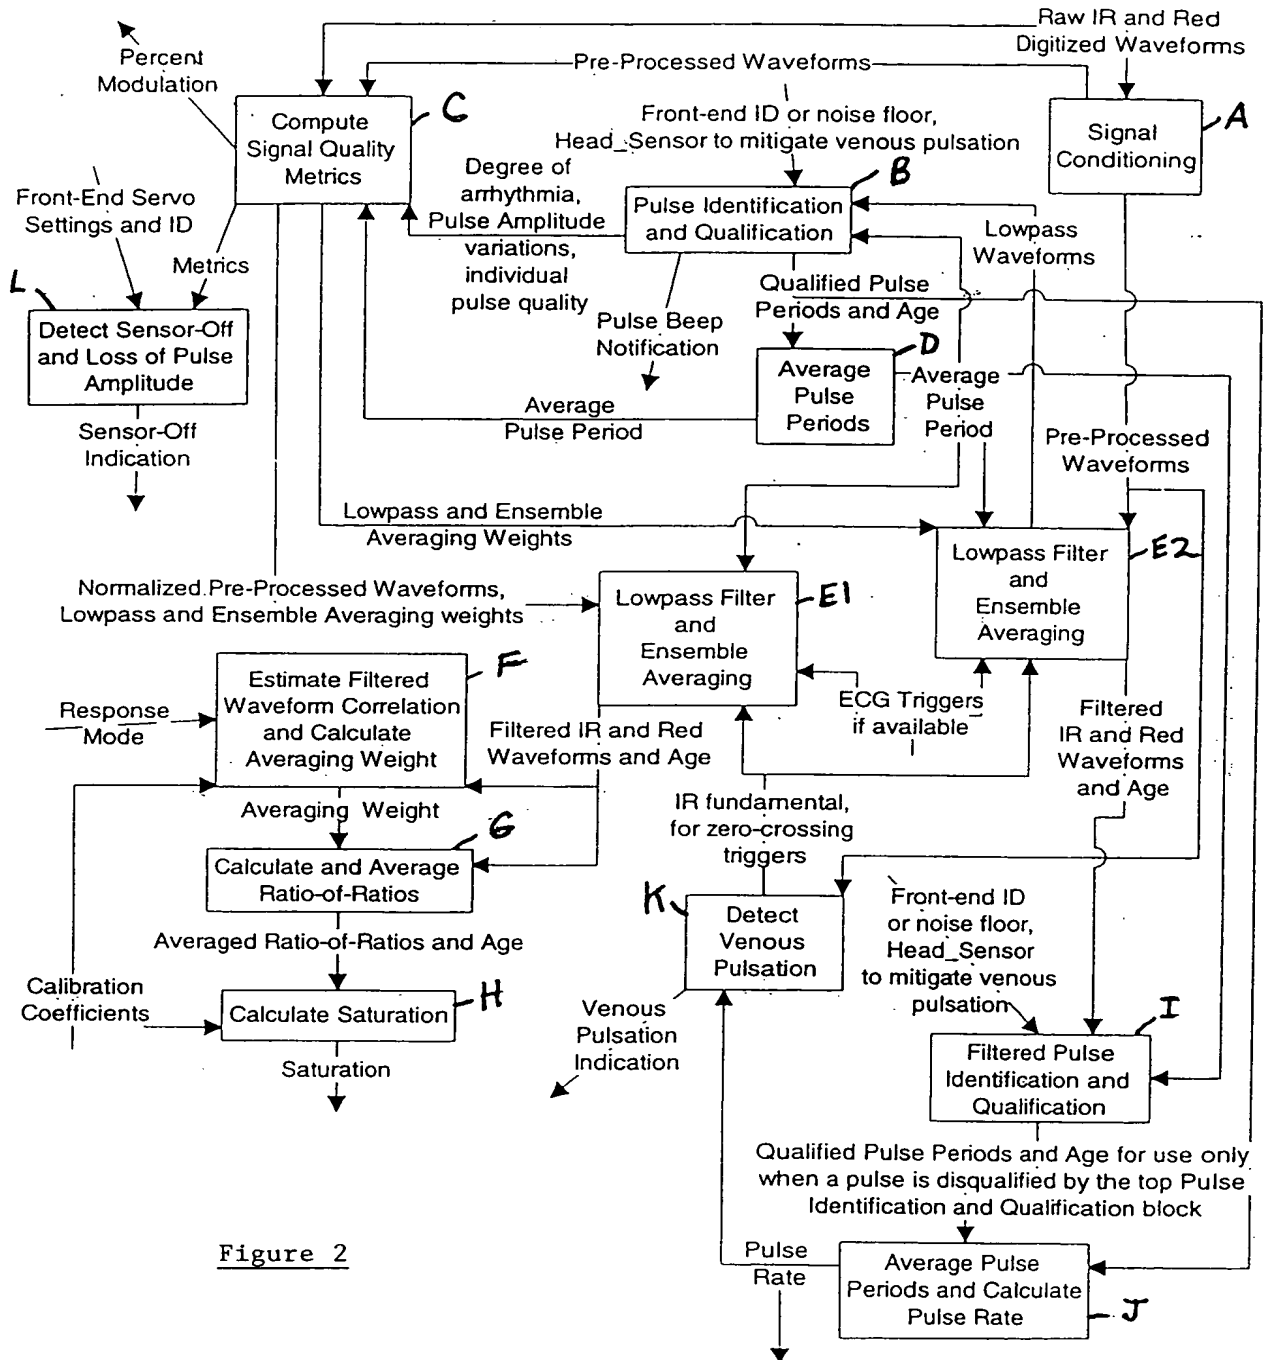 Raw IR and Red
Digitized Waveforms
Percent
Modulation
Pre-Processed Waveforms
C
Compute
Signal Quality
Metrics
Front-end ID or noise floor,
Head_Sensor to mitigate venous pulsation
A
Signal
Conditioning
Front-End Servo
Settings and ID
Degree of
arrhythmia,
Pulse Amplitude
variations,
individual
pulse quality
B
Pulse Identification
and Qualification
Lowpass
Waveforms
Metrics
L
Detect Sensor-Off
and Loss of Pulse
Amplitude
Qualified Pulse
Periods and Age
Pulse Beep
Notification
D
Average
Pulse
Periods
Average
Pulse
Period
Average
Pulse Period
Sensor-Off
Indication
Pre-Processed
Waveforms
Lowpass and Ensemble
Averaging Weights
E2
Lowpass Filter
and
Ensemble
Averaging
Normalized Pre-Processed Waveforms,
Lowpass and Ensemble Averaging weights
E1
Lowpass Filter
and
Ensemble
Averaging
F
Estimate Filtered
Waveform Correlation
and Calculate
Averaging Weight
Response
Mode
ECG Triggers
if available
Filtered IR and Red
Waveforms and Age
Filtered
IR and Red
Waveforms
and Age
Averaging Weight
IR fundamental,
for zero-crossing
triggers
G
Calculate and Average
Ratio-of-Ratios
K
Detect
Venous
Pulsation
Front-end ID
or noise floor,
Head_Sensor
to mitigate venous
pulsation
Averaged Ratio-of-Ratios and Age
Calibration
Coefficients
H
Calculate Saturation
Venous
Pulsation
Indication
I
Filtered Pulse
Identification and
Qualification
Saturation
Qualified Pulse Periods and Age for use only
when a pulse is disqualified by the top Pulse
Identification and Qualification block
Figure 2
Pulse
Rate
Average Pulse
Periods and Calculate
Pulse Rate
J